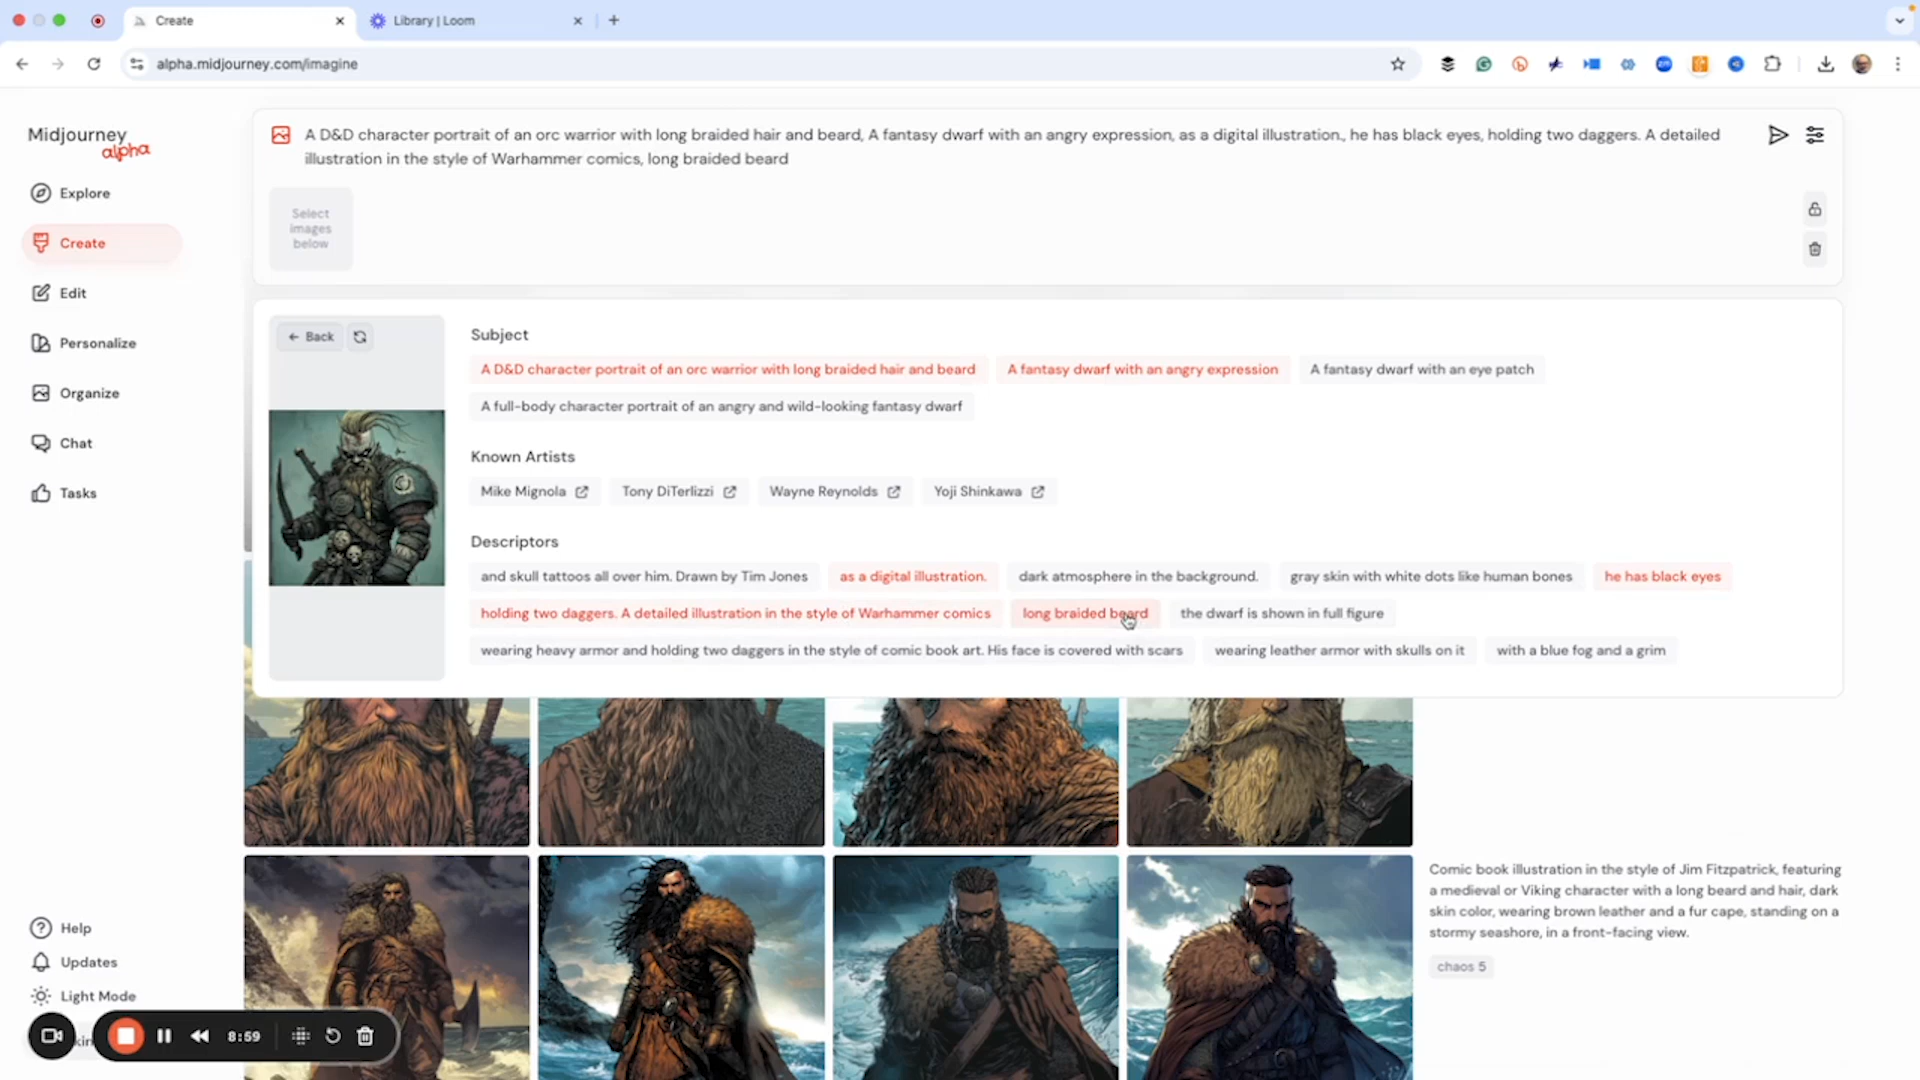 Create
Library | Loom
alpha.midjourney.com/imagine
Midjourney
alpha
Explore
Create
Edit
Personalize
Organize
Chat
Tasks
Help
Updates
Light Mode
A D&D character portrait of an orc warrior with long braided hair and beard, A fantasy dwarf with an angry expression, as a digital illustration., he has black eyes, holding two daggers. A detailed
illustration in the style of Warhammer comics, long braided beard
Select
images
below
Back
Subject
A D&D character portrait of an orc warrior with long braided hair and beard
A fantasy dwarf with an angry expression
A fantasy dwarf with an eye patch
A full-body character portrait of an angry and wild-looking fantasy dwarf
Known Artists
Mike Mignola
Tony DiTerlizzi
Wayne Reynolds
Yoji Shinkawa
Descriptors
and skull tattoos all over him. Drawn by Tim Jones
as a digital illustration.
dark atmosphere in the background.
gray skin with white dots like human bones
he has black eyes
holding two daggers. A detailed illustration in the style of Warhammer comics
long braided beard
the dwarf is shown in full figure
wearing heavy armor and holding two daggers in the style of comic book art. His face is covered with scars
wearing leather armor with skulls on it
with a blue fog and a grim
Comic book illustration in the style of Jim Fitzpatrick, featuring
a medieval or Viking character with a long beard and hair, dark
skin color, wearing brown leather and a fur cape, standing on a
stormy seashore, in a front-facing view.
chaos 5
8:59